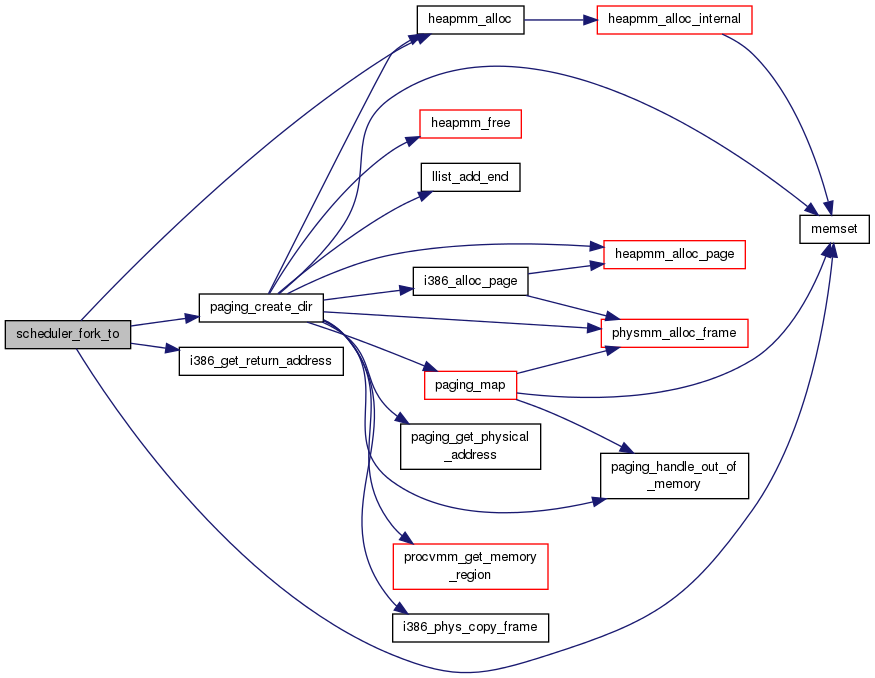 heapmm_alloc
heapmm_alloc_internal
heapmm_free
llist_add_end
memset
heapmm_alloc_page
i386_alloc_page
paging_create_dir
scheduler_fork_to
physmm_alloc_frame
i386_get_return_address
paging_map
paging_get_physical
_address
paging_handle_out_of
_memory
procvmm_get_memory
_region
i386_phys_copy_frame